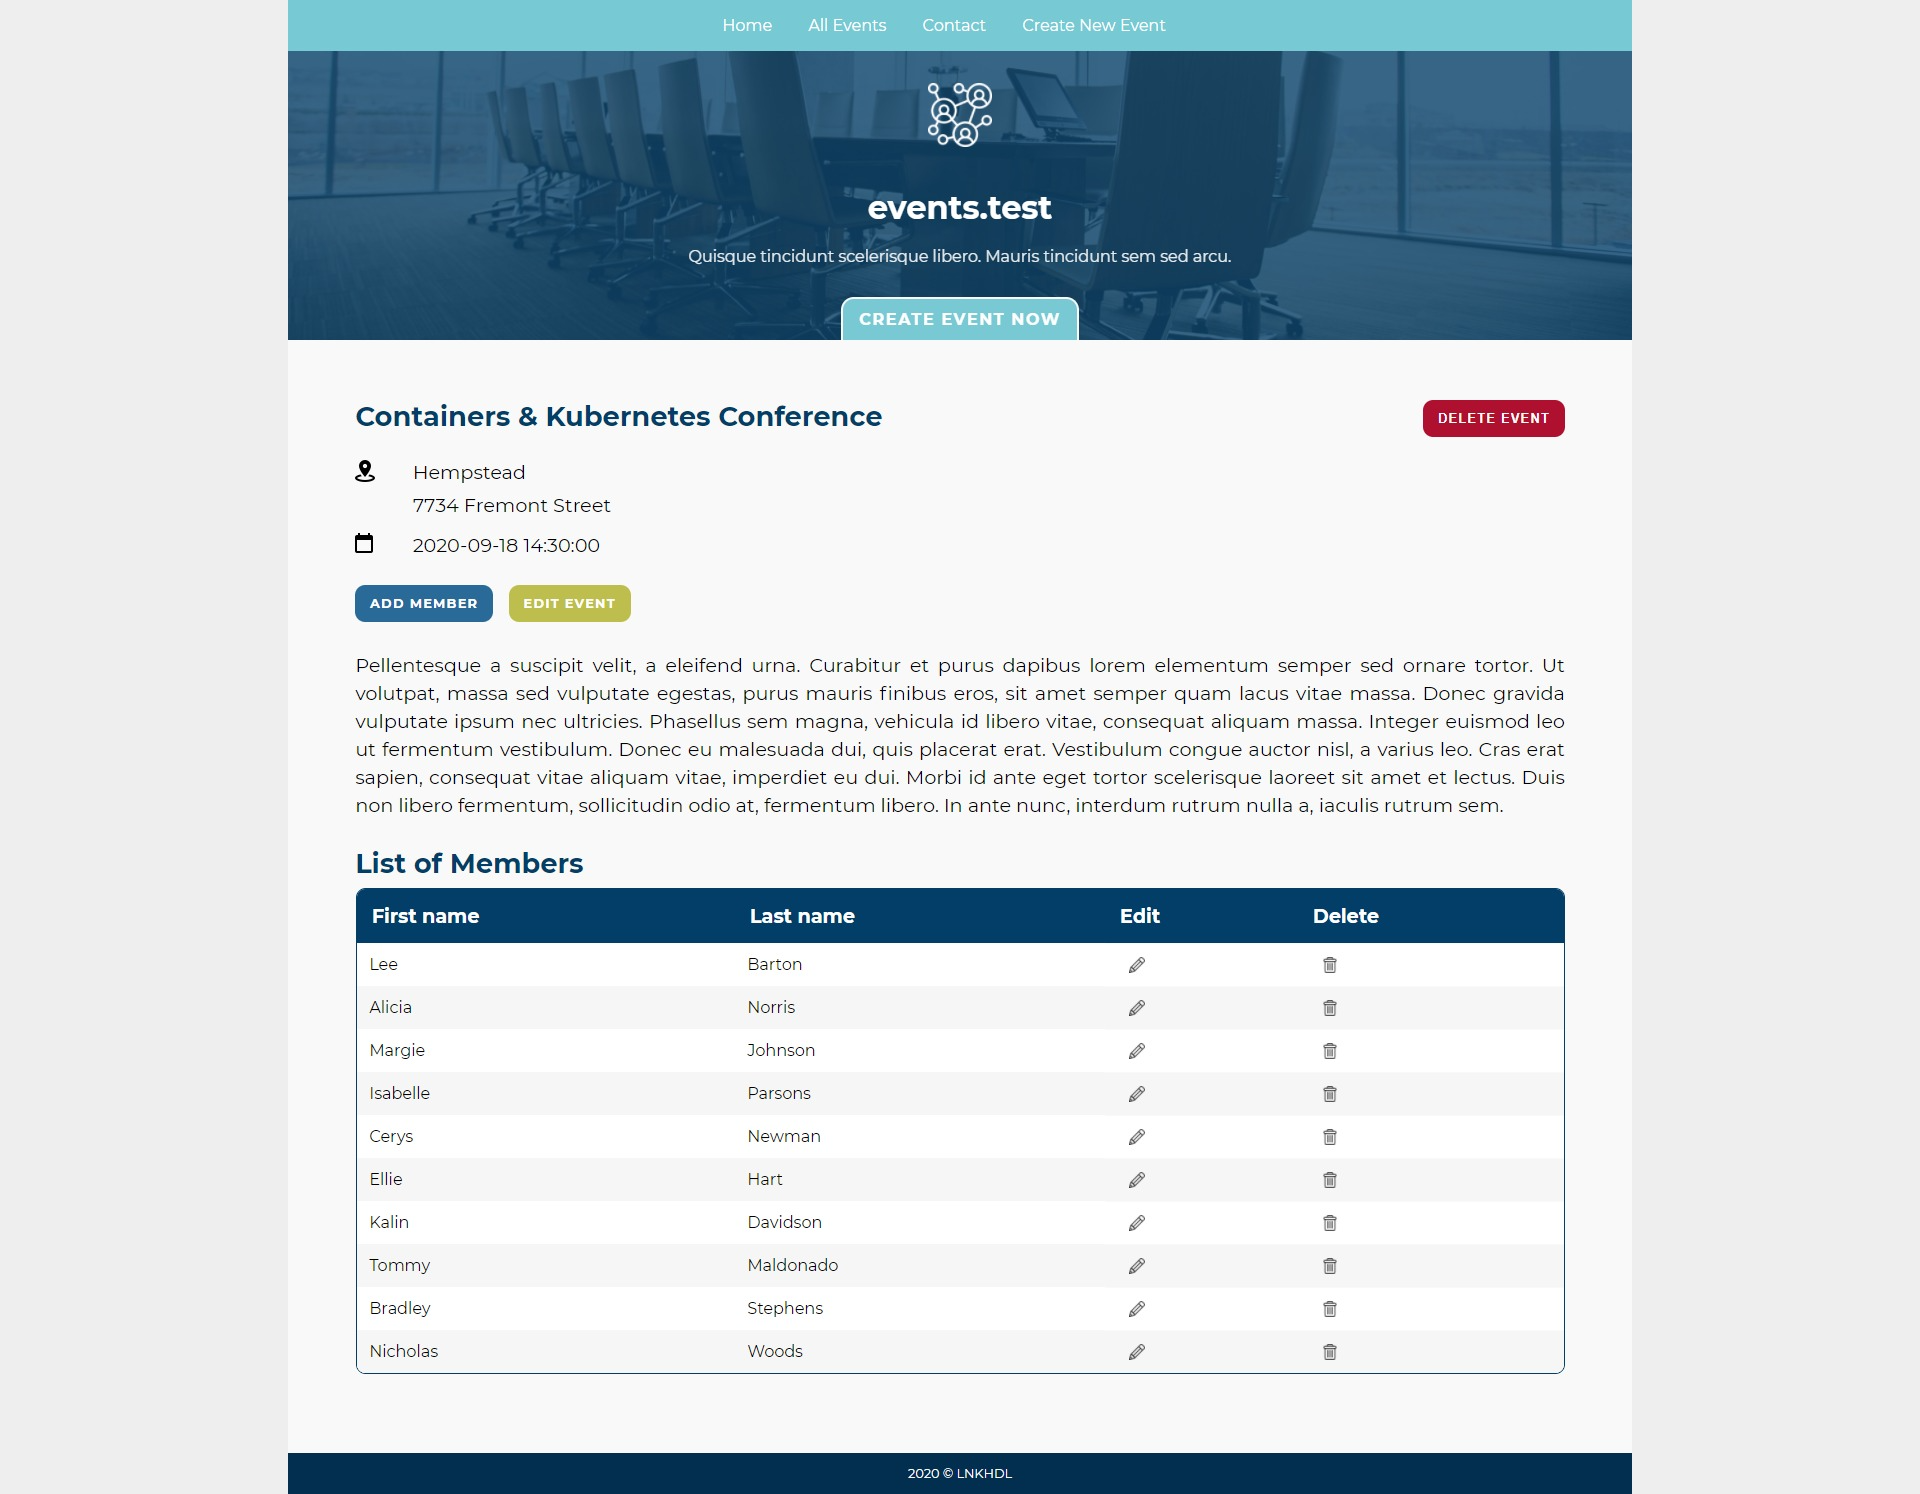 Home All Events Contact Create New Event
events.test
Quisque tincidunt scelerisque libero. Mauris tincidunt sem sed arcu.
CREATE EVENT NOW
Containers & Kubernetes Conference DELETE EVENT
Hempstead
7734 Fremont Street
2020-09-18 14:30:00
ADD MEMBER EDIT EVENT
Pellentesque a suscipit velit, a eleifend urna. Curabitur et purus dapibus lorem elementum semper sed ornare tortor. Ut
volutpat, massa sed vulputate egestas, purus mauris finibus eros, sit amet semper quam lacus vitae massa. Donec gravida
vulputate ipsum nec ultricies. Phasellus sem magna, vehicula id libero vitae, consequat aliquam massa. Integer euismod leo
ut fermentum vestibulum. Donec eu malesuada dui, quis placerat erat. Vestibulum congue auctor nisl, a varius leo. Cras erat
sapien, consequat vitae aliquam vitae, imperdiet eu dui. Morbi id ante eget tortor scelerisque laoreet sit amet et lectus. Duis
non libero fermentum, sollicitudin odio at, fermentum libero. In ante nunc, interdum rutrum nulla a, iaculis rutrum sem.
List of Members
First name Last name Edit Delete
Lee Barton
Alicia Norris
Margie Johnson
Isabelle Parsons
Cerys Newman
Ellie Hart
Kalin Davidson
Tommy Maldonado
Bradley Stephens
Nicholas Woods
2020 © LNKHDL